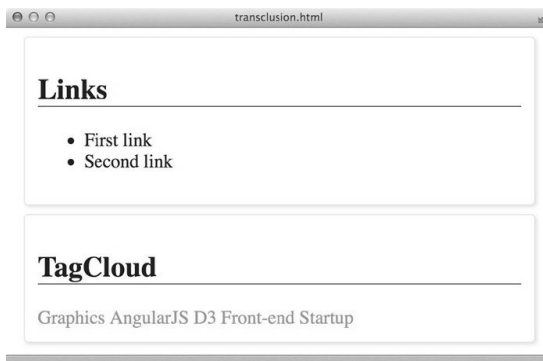 transclusion.html
Links
First link
Second link
TagCloud
Graphics AngularJS D3 Front-end Startup